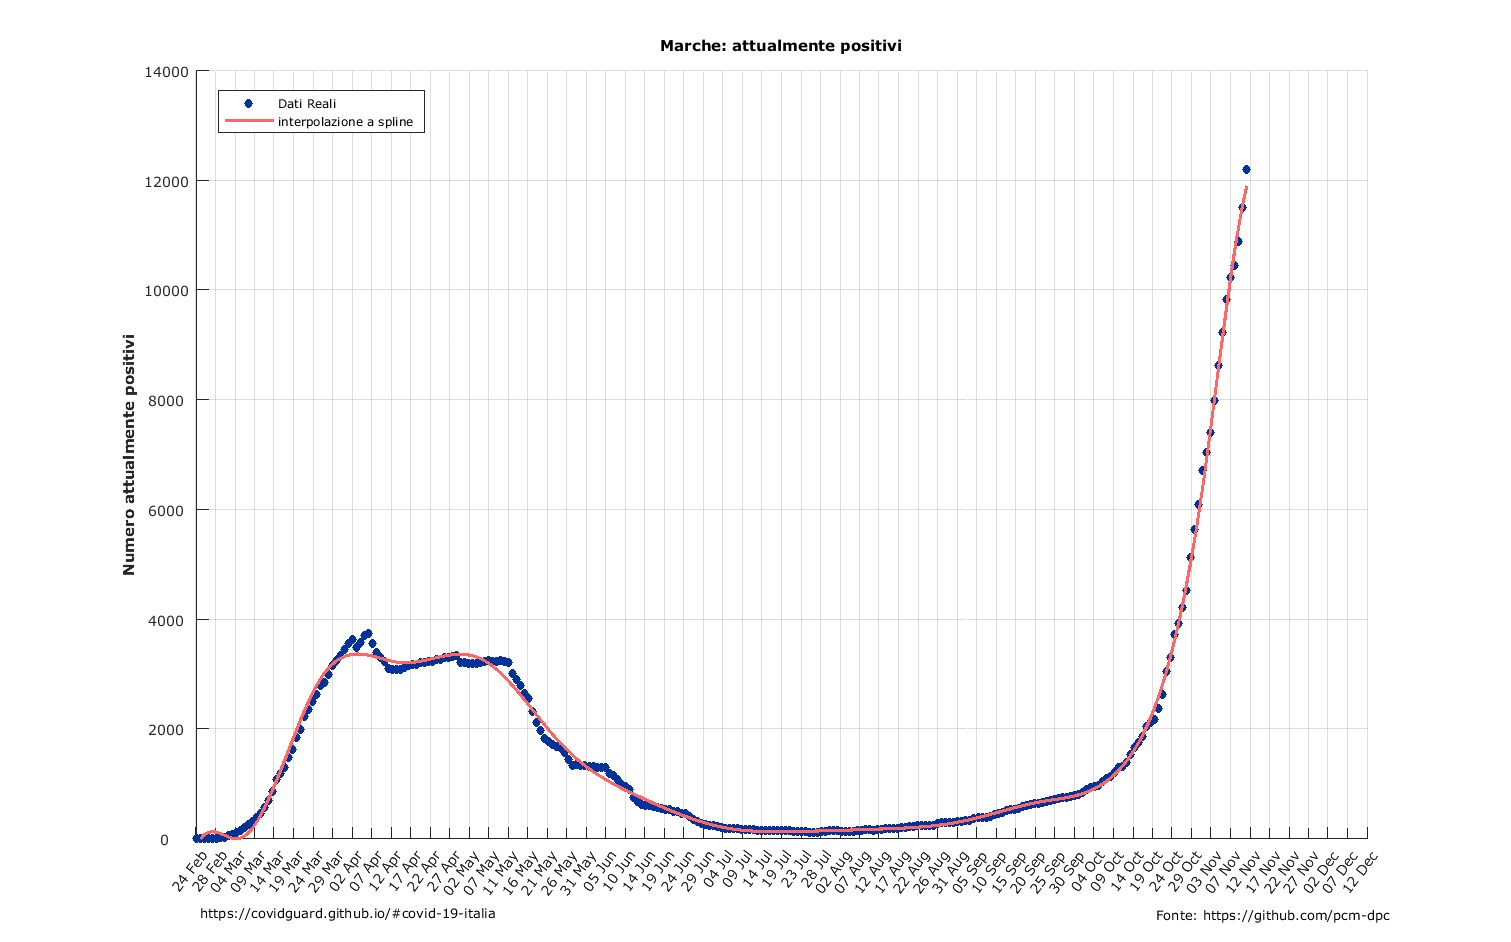 Marche: attualmente positivi
Dati Reali
interpolazione a spline
Numero attualmente positivi
14000
12000
10000
8000
6000
4000
2000
0
24 Feb
28 Feb
04 Mar
09 Mar
14 Mar
19 Mar
24 Mar
29 Mar
02 Apr
07 Apr
12 Apr
17 Apr
22 Apr
27 Apr
02 May
07 May
11 May
16 May
21 May
26 May
31 May
05 Jun
10 Jun
14 Jun
19 Jun
24 Jun
29 Jun
04 Jul
09 Jul
14 Jul
19 Jul
23 Jul
28 Jul
02 Aug
07 Aug
12 Aug
17 Aug
22 Aug
26 Aug
31 Aug
05 Sep
10 Sep
15 Sep
20 Sep
25 Sep
30 Sep
04 Oct
09 Oct
14 Oct
19 Oct
24 Oct
29 Oct
03 Nov
07 Nov
12 Nov
17 Nov
22 Nov
27 Nov
02 Dec
07 Dec
12 Dec
https://covidguard.github.io/#covid-19-italia
Fonte: https://github.com/pcm-dpc